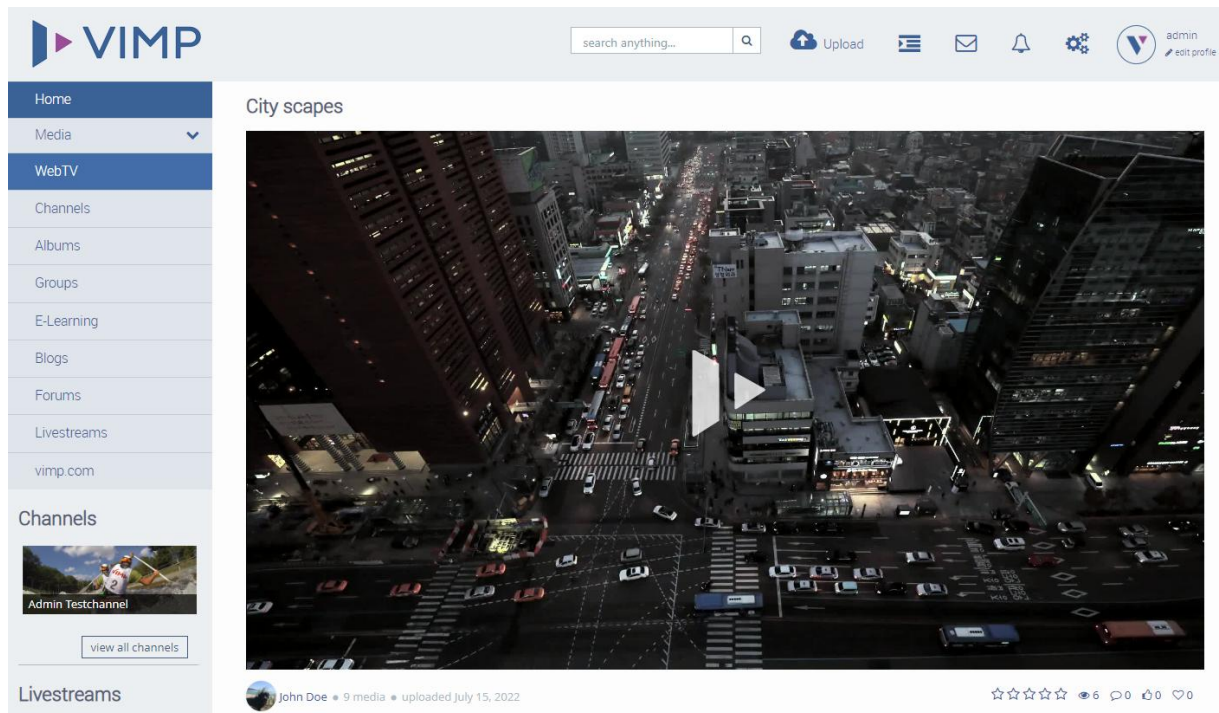 VIMP
search anything...
Upload
admin
edit profile
Home
Media
WebTV
Channels
Albums
Groups
E-Learning
Blogs
Forums
Livestreams
vimp.com
Channels
2
Admin Testchannel
view all channels
Livestreams
City scapes
John Doe • 9 media • uploaded July 15, 2022
6 0 0 0